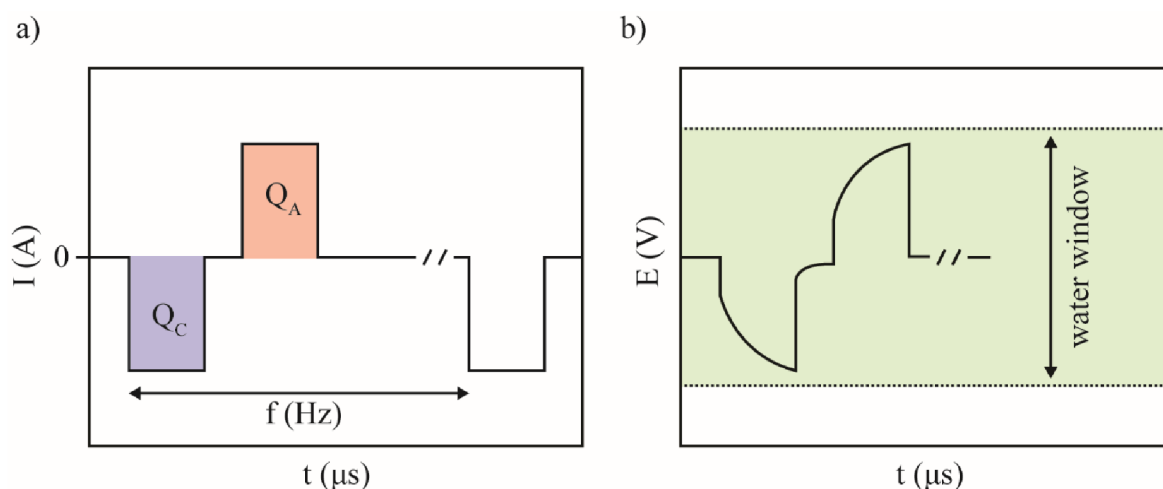 a)
I (A)
0
Q_C
Q_A
f (Hz)
t (μs)
b)
E (V)
water window
t (μs)